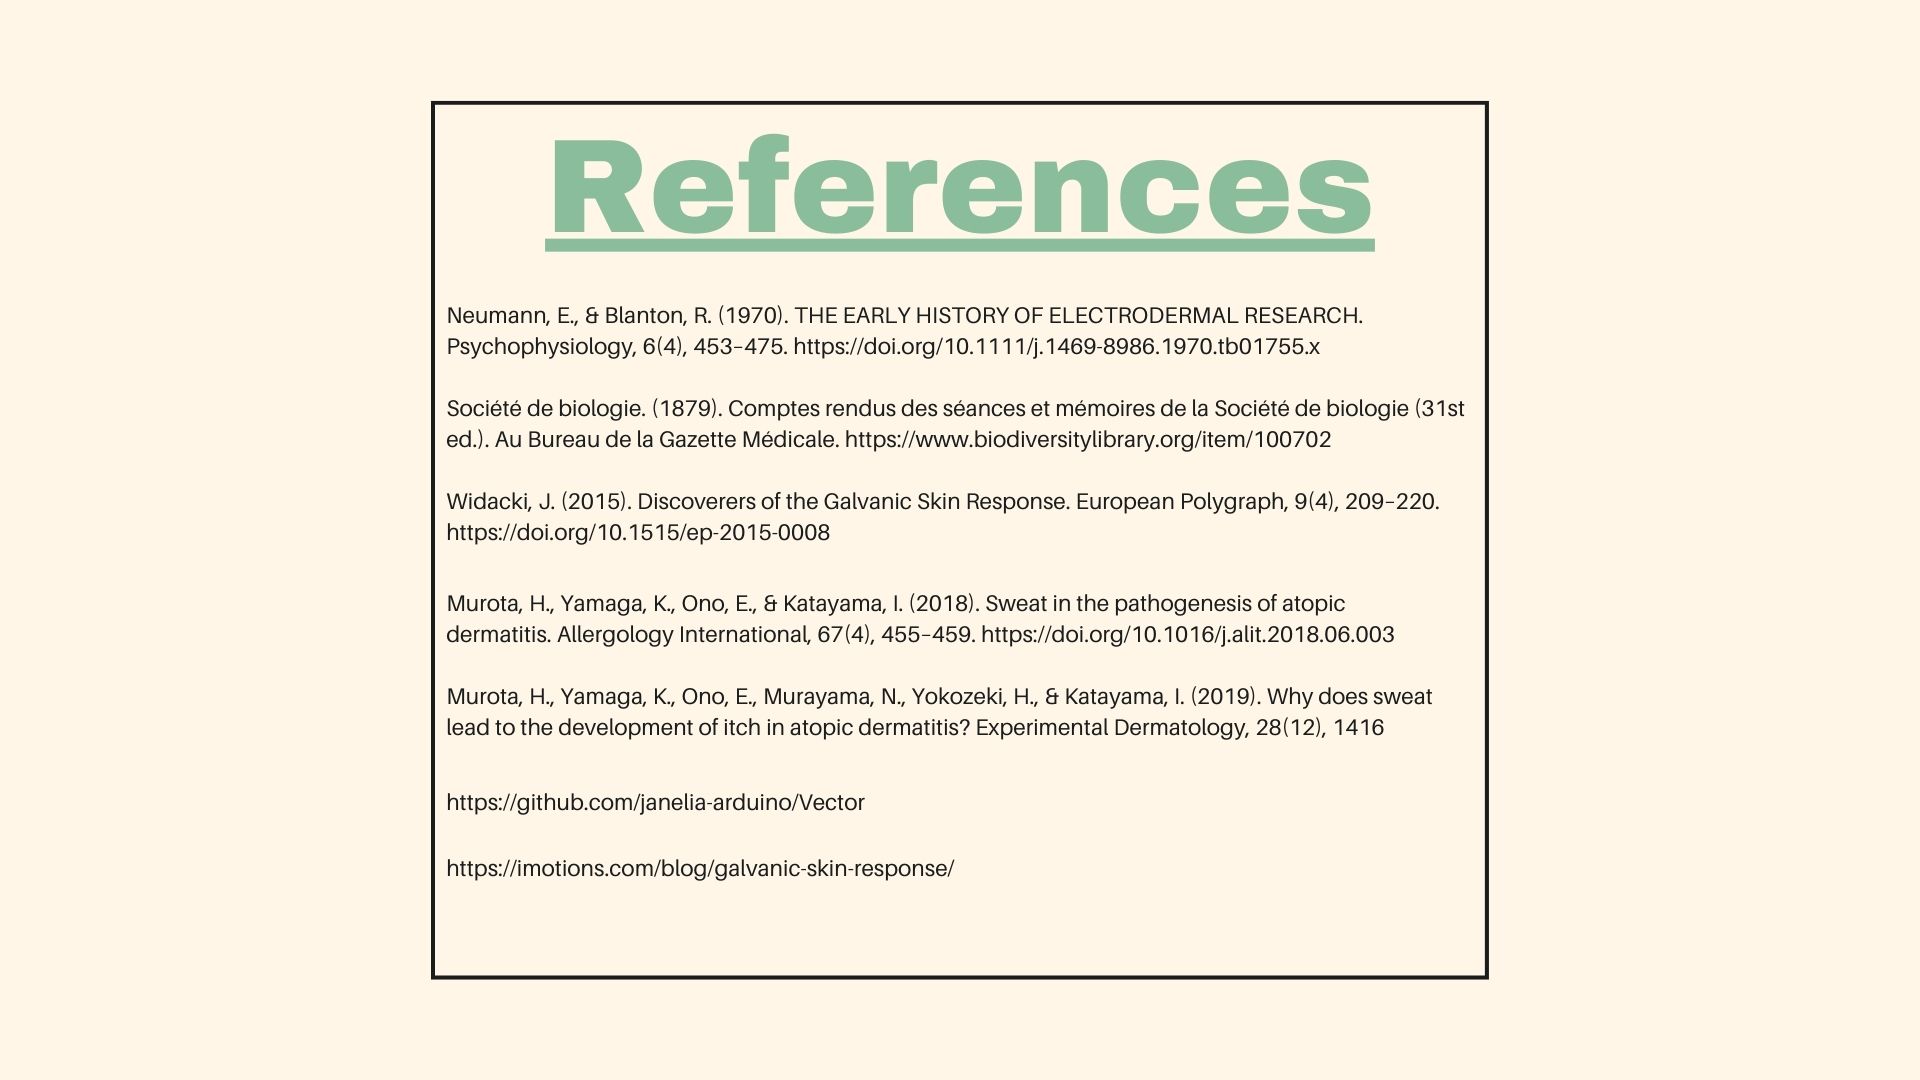 References
Neumann, E., & Blanton, R. (1970). THE EARLY HISTORY OF ELECTRODERMAL RESEARCH.
Psychophysiology, 6(4), 453–475. https://doi.org/10.1111/j.1469-8986.1970.tb01755.x
Société de biologie. (1879). Comptes rendus des séances et mémoires de la Société de biologie (31st
ed.). Au Bureau de la Gazette Médicale. https://www.biodiversitylibrary.org/item/100702
Widacki, J. (2015). Discoverers of the Galvanic Skin Response. European Polygraph, 9(4), 209–220.
https://doi.org/10.1515/ep-2015-0008
Murota, H., Yamaga, K., Ono, E., & Katayama, I. (2018). Sweat in the pathogenesis of atopic
dermatitis. Allergology International, 67(4), 455–459. https://doi.org/10.1016/j.alit.2018.06.003
Murota, H., Yamaga, K., Ono, E., Murayama, N., Yokozeki, H., & Katayama, I. (2019). Why does sweat
lead to the development of itch in atopic dermatitis? Experimental Dermatology, 28(12), 1416
https://github.com/janelia-arduino/Vector
https://imotions.com/blog/galvanic-skin-response/